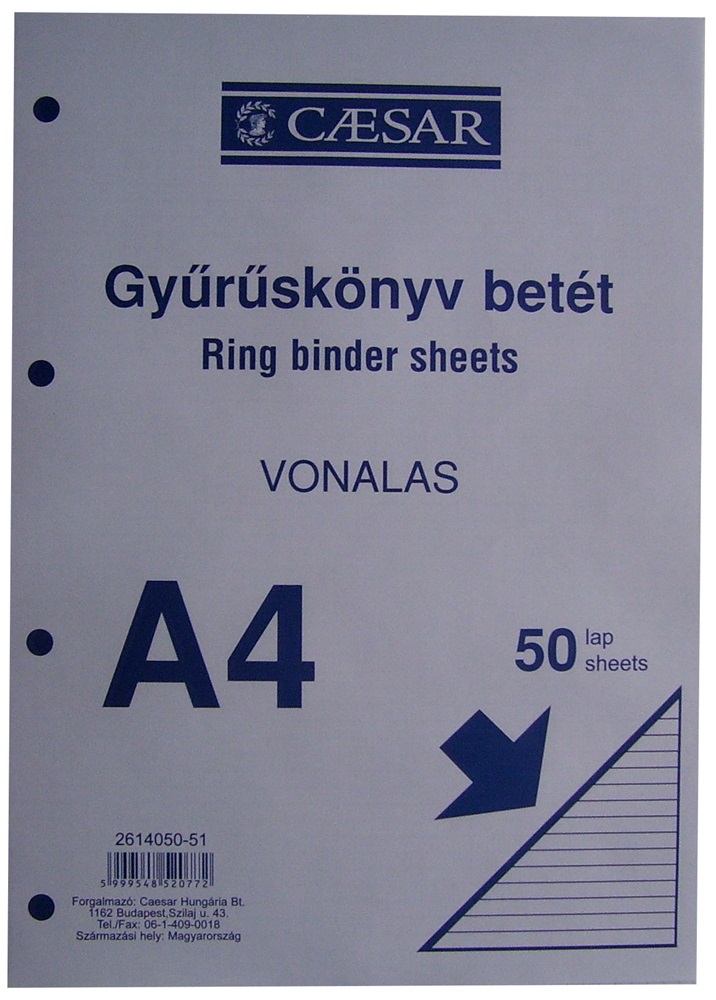 CÆSAR
Gyűrűskönyv betét
Ring binder sheets
VONALAS
A4
50 lap
sheets
2614050-51
5 999548 520772
Forgalmazó: Caesar Hungária Bt.
1162 Budapest,Szilaj u. 43.
Tel./Fax: 06-1-409-0018
Származási hely: Magyarország